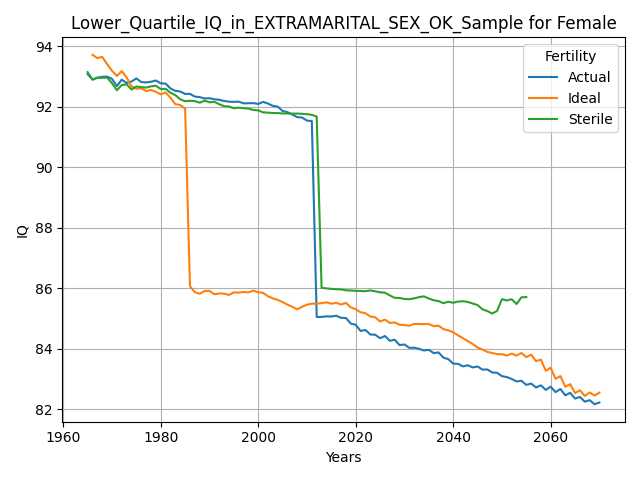 Lower_Quartile_IQ_in_EXTRAMARITAL_SEX_OK_Sample for Female
Fertility
Actual
Ideal
Sterile
IQ
94
92
90
88
86
84
82
1960
1980
2000
2020
2040
2060
Years